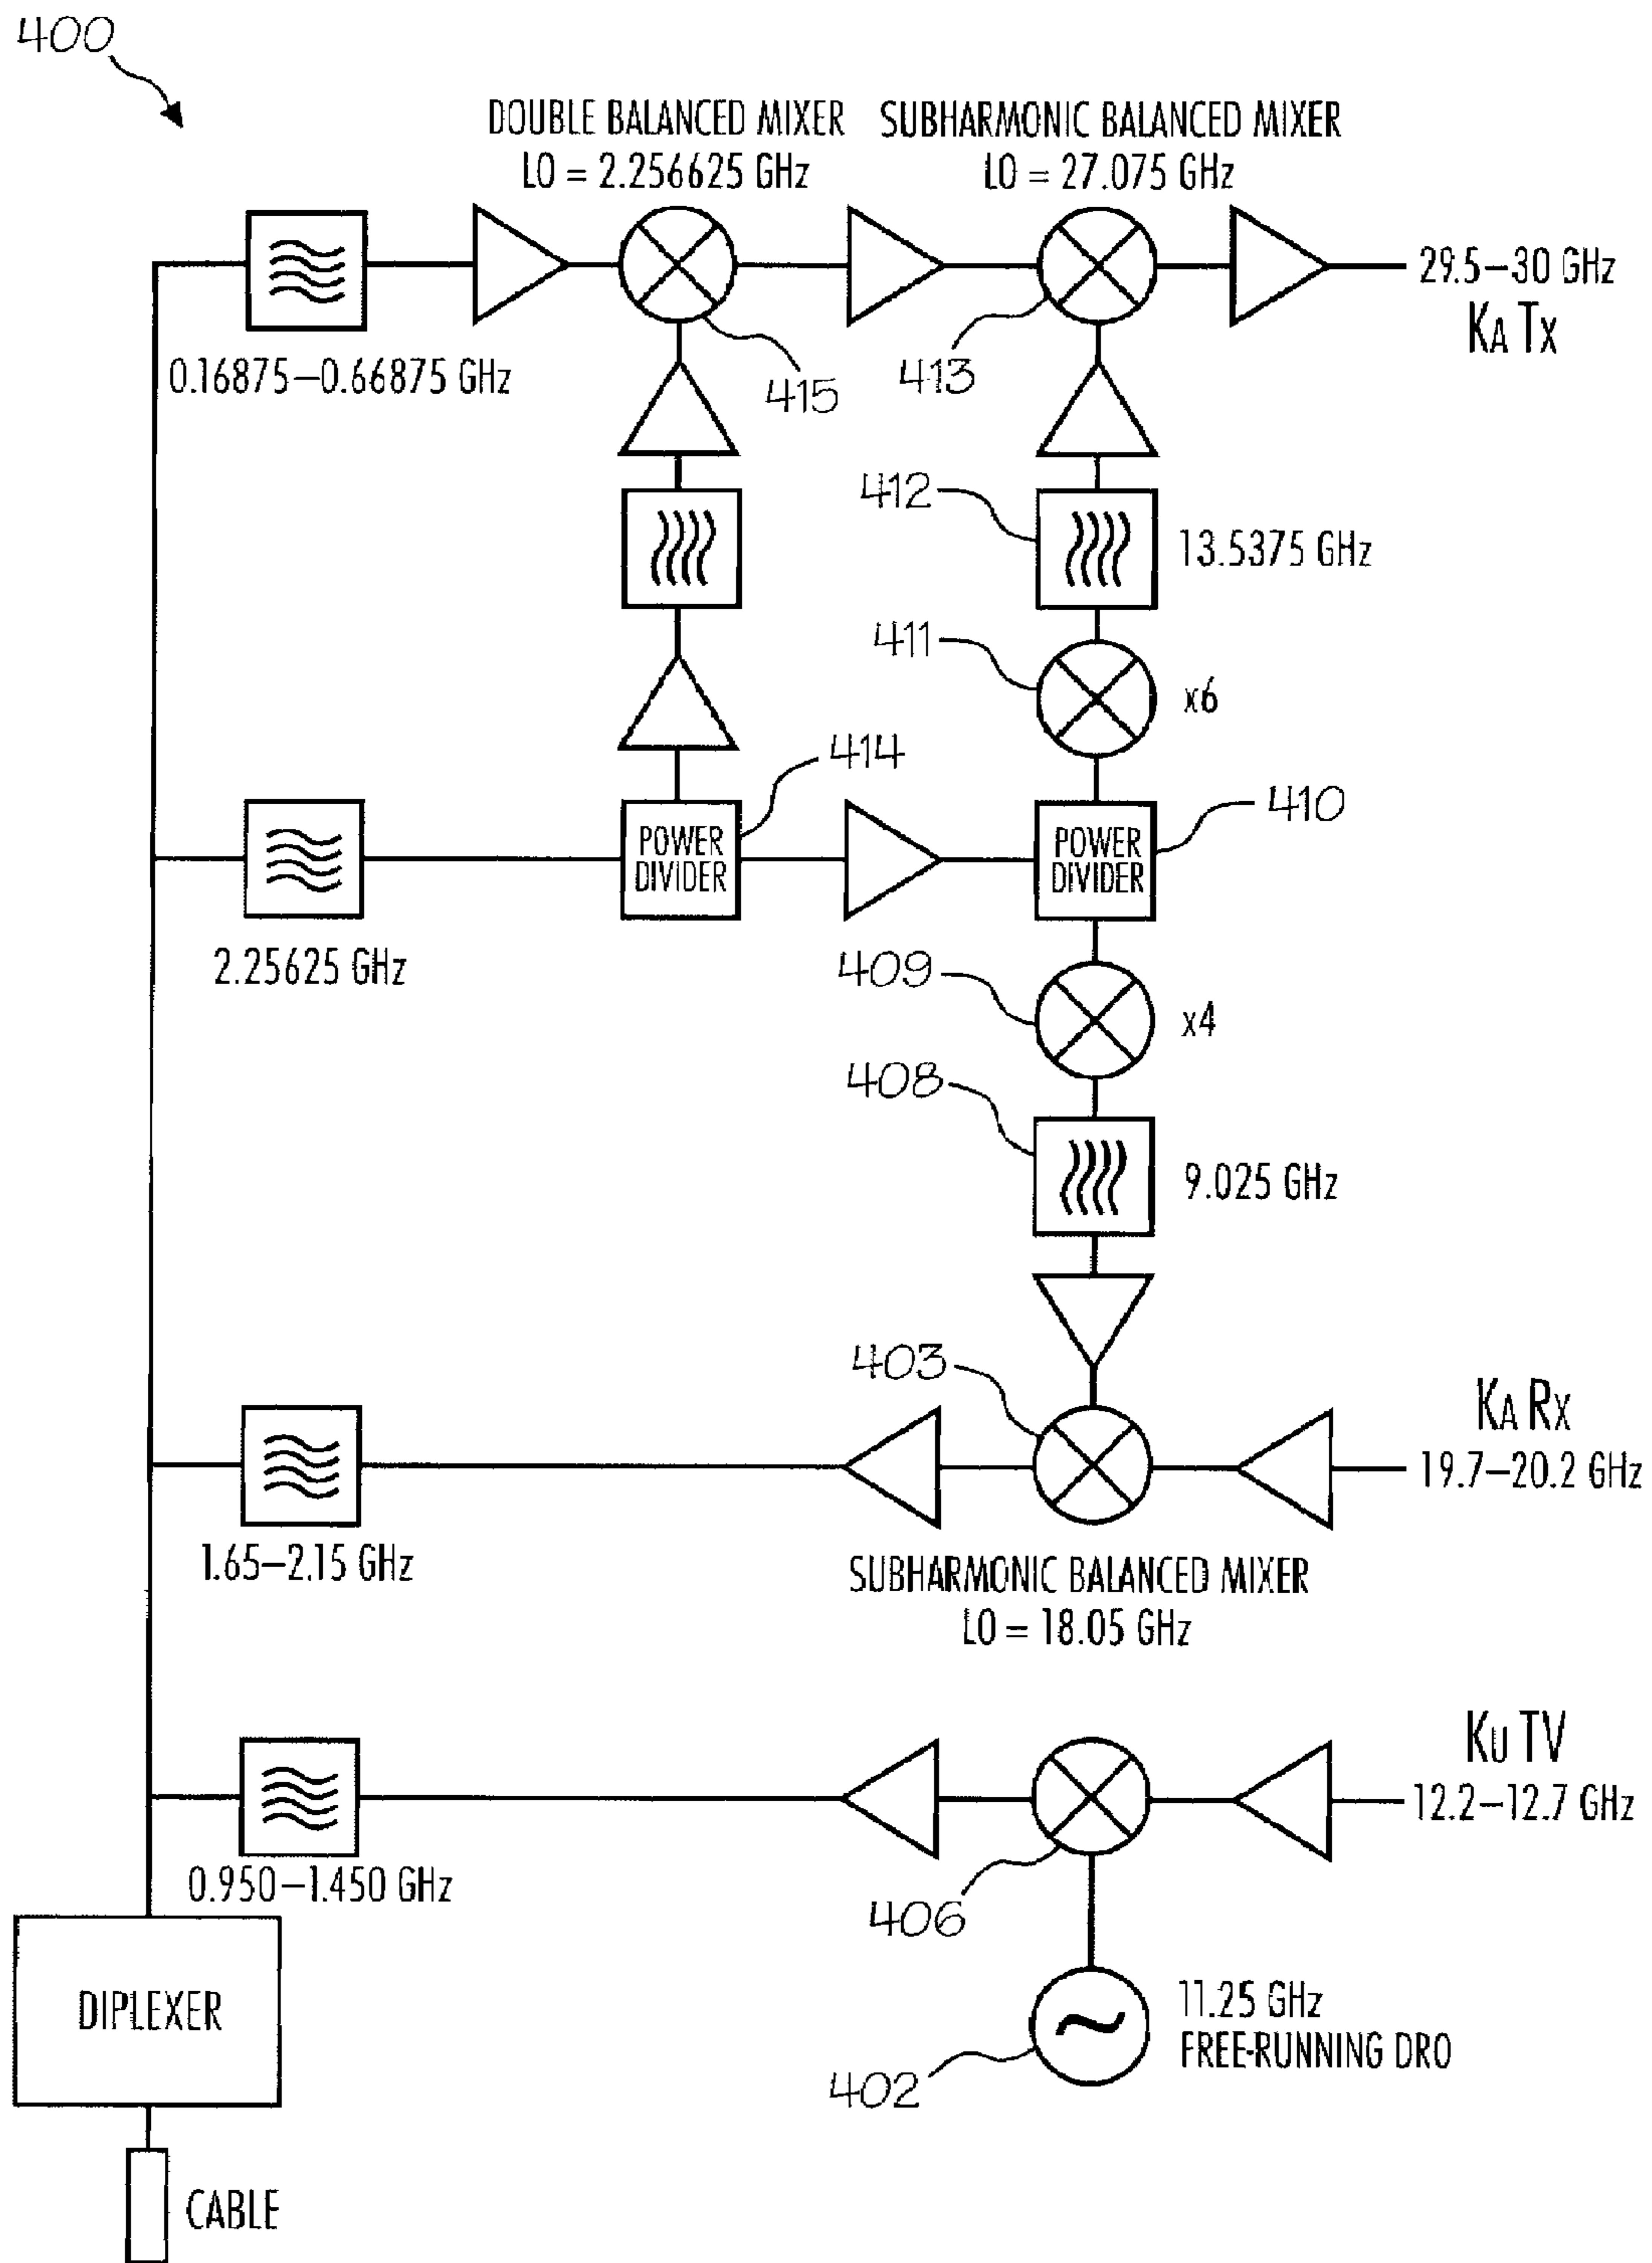 400
DOUBLE BALANCED MIXER
LO = 2.256625 GHz
SUBHARMONIC BALANCED MIXER
LO = 27.075 GHz
29.5–30 GHz
KA TX
0.16875–0.66875 GHz
415
413
412
13.5375 GHz
411
x6
414
410
POWER
DIVIDER
POWER
DIVIDER
2.25625 GHz
409
x4
408
9.025 GHz
403
KA RX
19.7–20.2 GHz
1.65–2.15 GHz
SUBHARMONIC BALANCED MIXER
LO = 18.05 GHz
KU TV
12.2–12.7 GHz
0.950–1.450 GHz
406
DIPLEXER
11.25 GHz
FREE-RUNNING DRO
402
CABLE